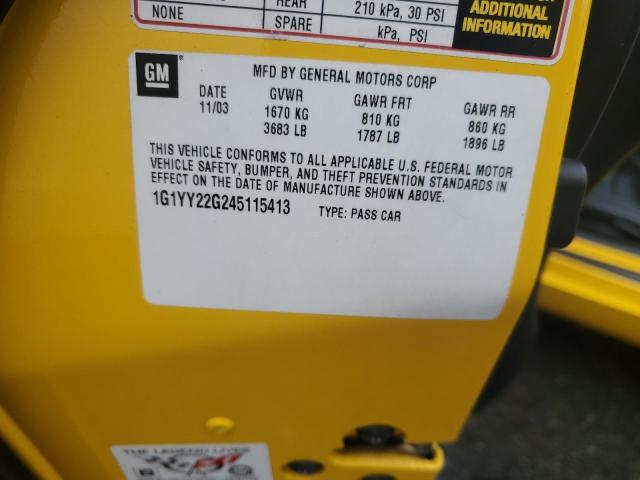 REAR 210 kPa, 30 PSI
NONE SPARE kPa, PSI
ADDITIONAL
INFORMATION
GM
MFD BY GENERAL MOTORS CORP
DATE GVWR GAWR FRT GAWR RR
11/03 1670 KG 810 KG 860 KG
3683 LB 1787 LB 1896 LB
THIS VEHICLE CONFORMS TO ALL APPLICABLE U.S. FEDERAL MOTOR
VEHICLE SAFETY, BUMPER, AND THEFT PREVENTION STANDARDS IN
EFFECT ON THE DATE OF MANUFACTURE SHOWN ABOVE.
1G1YY22G245115413 TYPE: PASS CAR
THE LEGEND LIVES